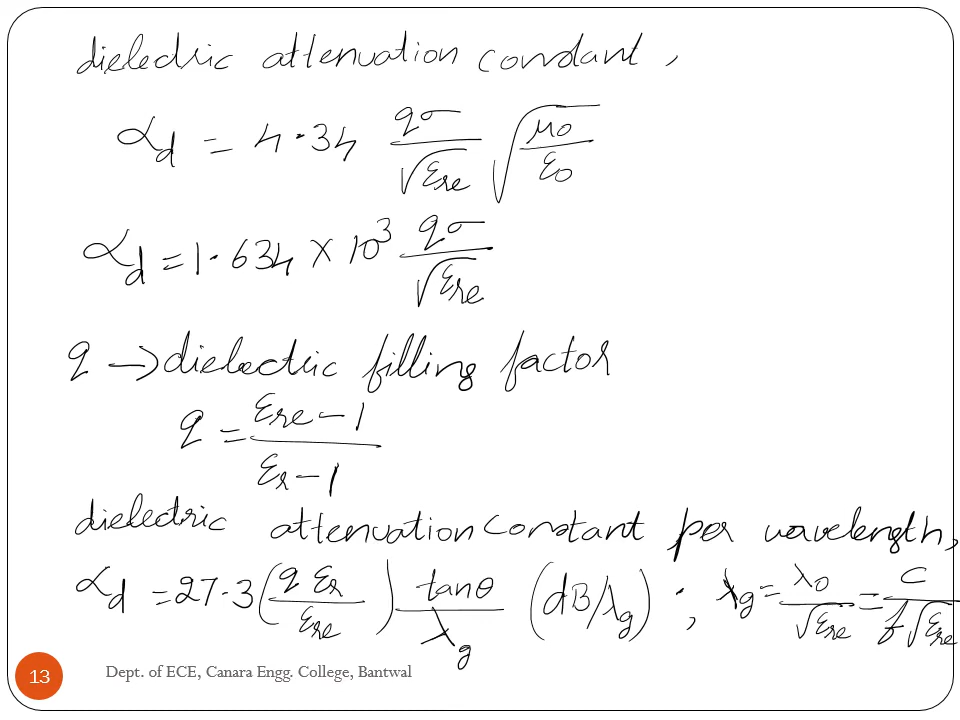 dielectric attenuation constant,
αd = 4.34 qσ/√εre √(μ0/ε0)
αd = 1.634 × 10³ qσ/√εre
q → dielectric filling factor
q = (εre – 1)/(εr – 1)
dielectric attenuation constant per wavelength,
αd = 27.3 (q εr/εre) tanθ/λg (dB/λg) ; λg = λ0/√εre = c/f√εre
13 Dept. of ECE, Canara Engg. College, Bantwal